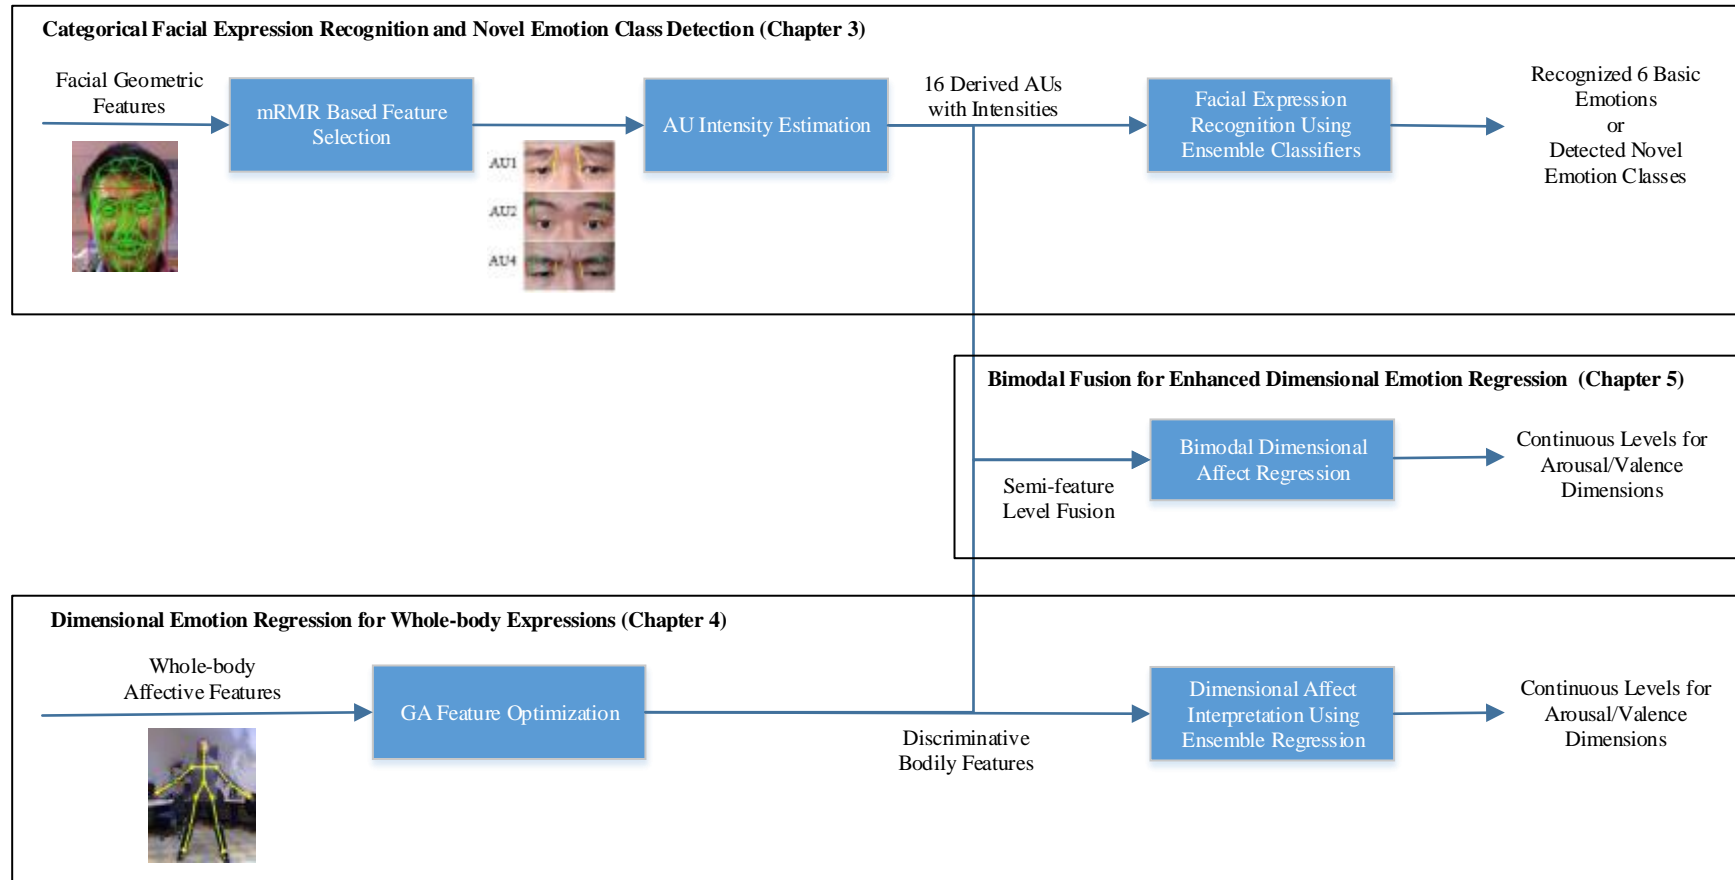 Categorical Facial Expression Recognition and Novel Emotion Class Detection (Chapter 3)
Facial Geometric
Features
mRMR Based Feature
Selection
AU1
AU2
AU4
AU Intensity Estimation
16 Derived AUs
with Intensities
Facial Expression
Recognition Using
Ensemble Classifiers
Recognized 6 Basic
Emotions
or
Detected Novel
Emotion Classes
Bimodal Fusion for Enhanced Dimensional Emotion Regression (Chapter 5)
Semi-feature
Level Fusion
Bimodal Dimensional
Affect Regression
Continuous Levels for
Arousal/Valence
Dimensions
Dimensional Emotion Regression for Whole-body Expressions (Chapter 4)
Whole-body
Affective Features
GA Feature Optimization
Discriminative
Bodily Features
Dimensional Affect
Interpretation Using
Ensemble Regression
Continuous Levels for
Arousal/Valence
Dimensions